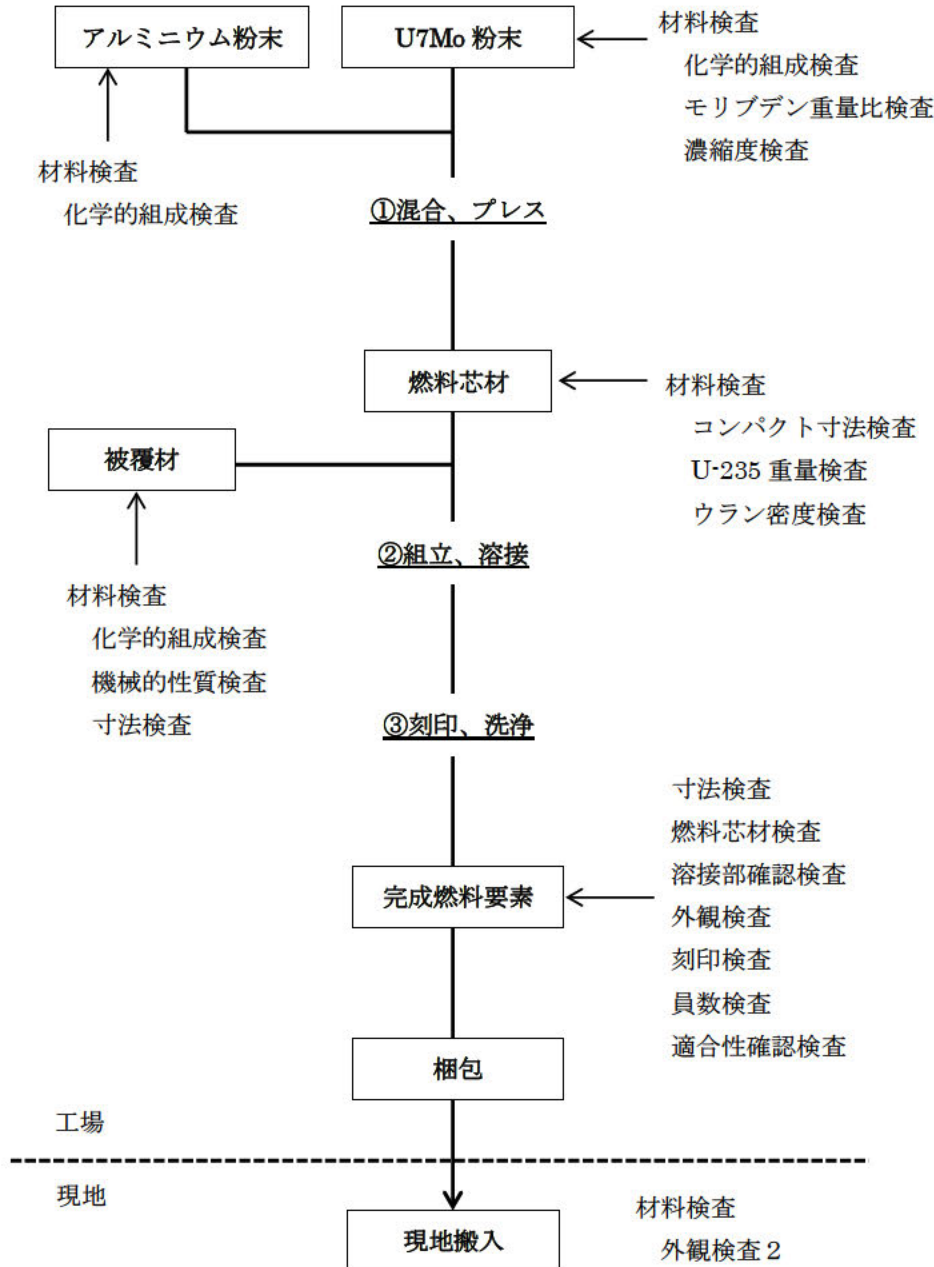 アルミニウム粉末
U7Mo 粉末
材料検査
化学的組成検査
モリブデン重量比検査
濃縮度検査
材料検査
化学的組成検査
①混合、プレス
燃料芯材
材料検査
コンパクト寸法検査
U-235 重量検査
ウラン密度検査
被覆材
②組立、溶接
材料検査
化学的組成検査
機械的性質検査
寸法検査
③刻印、洗浄
寸法検査
燃料芯材検査
溶接部確認検査
外観検査
刻印検査
員数検査
適合性確認検査
完成燃料要素
梱包
工場
現地
現地搬入
材料検査
外観検査2